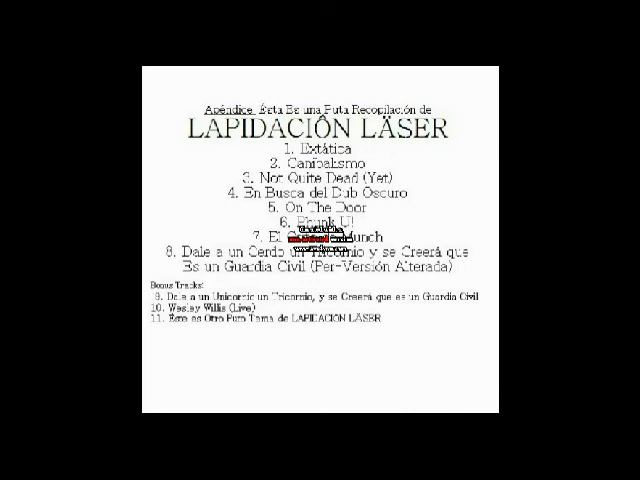 Apéndice: Ésta Es una Puta Recopilación de
LAPIDACIÔN LÄSER
1. Extática
2. Canibalismo
3. Not Quite Dead (Yet)
4. En Busca del Dub Oscuro
5. On The Door
6. Phunk U!
7. El Munch
8. Dale a un Cerdo un Tricornio y se Creerá que
Es un Guardia Civil (Per-Versión Alterada)
Bonus Tracks:
9. Dale a un Unicornio un Tricornio, y se Creerá que es un Guardia Civil
10. Wesley Willis (Live)
11. Éste es Otro Puto Tema de LAPIDACIÓN LÄSER